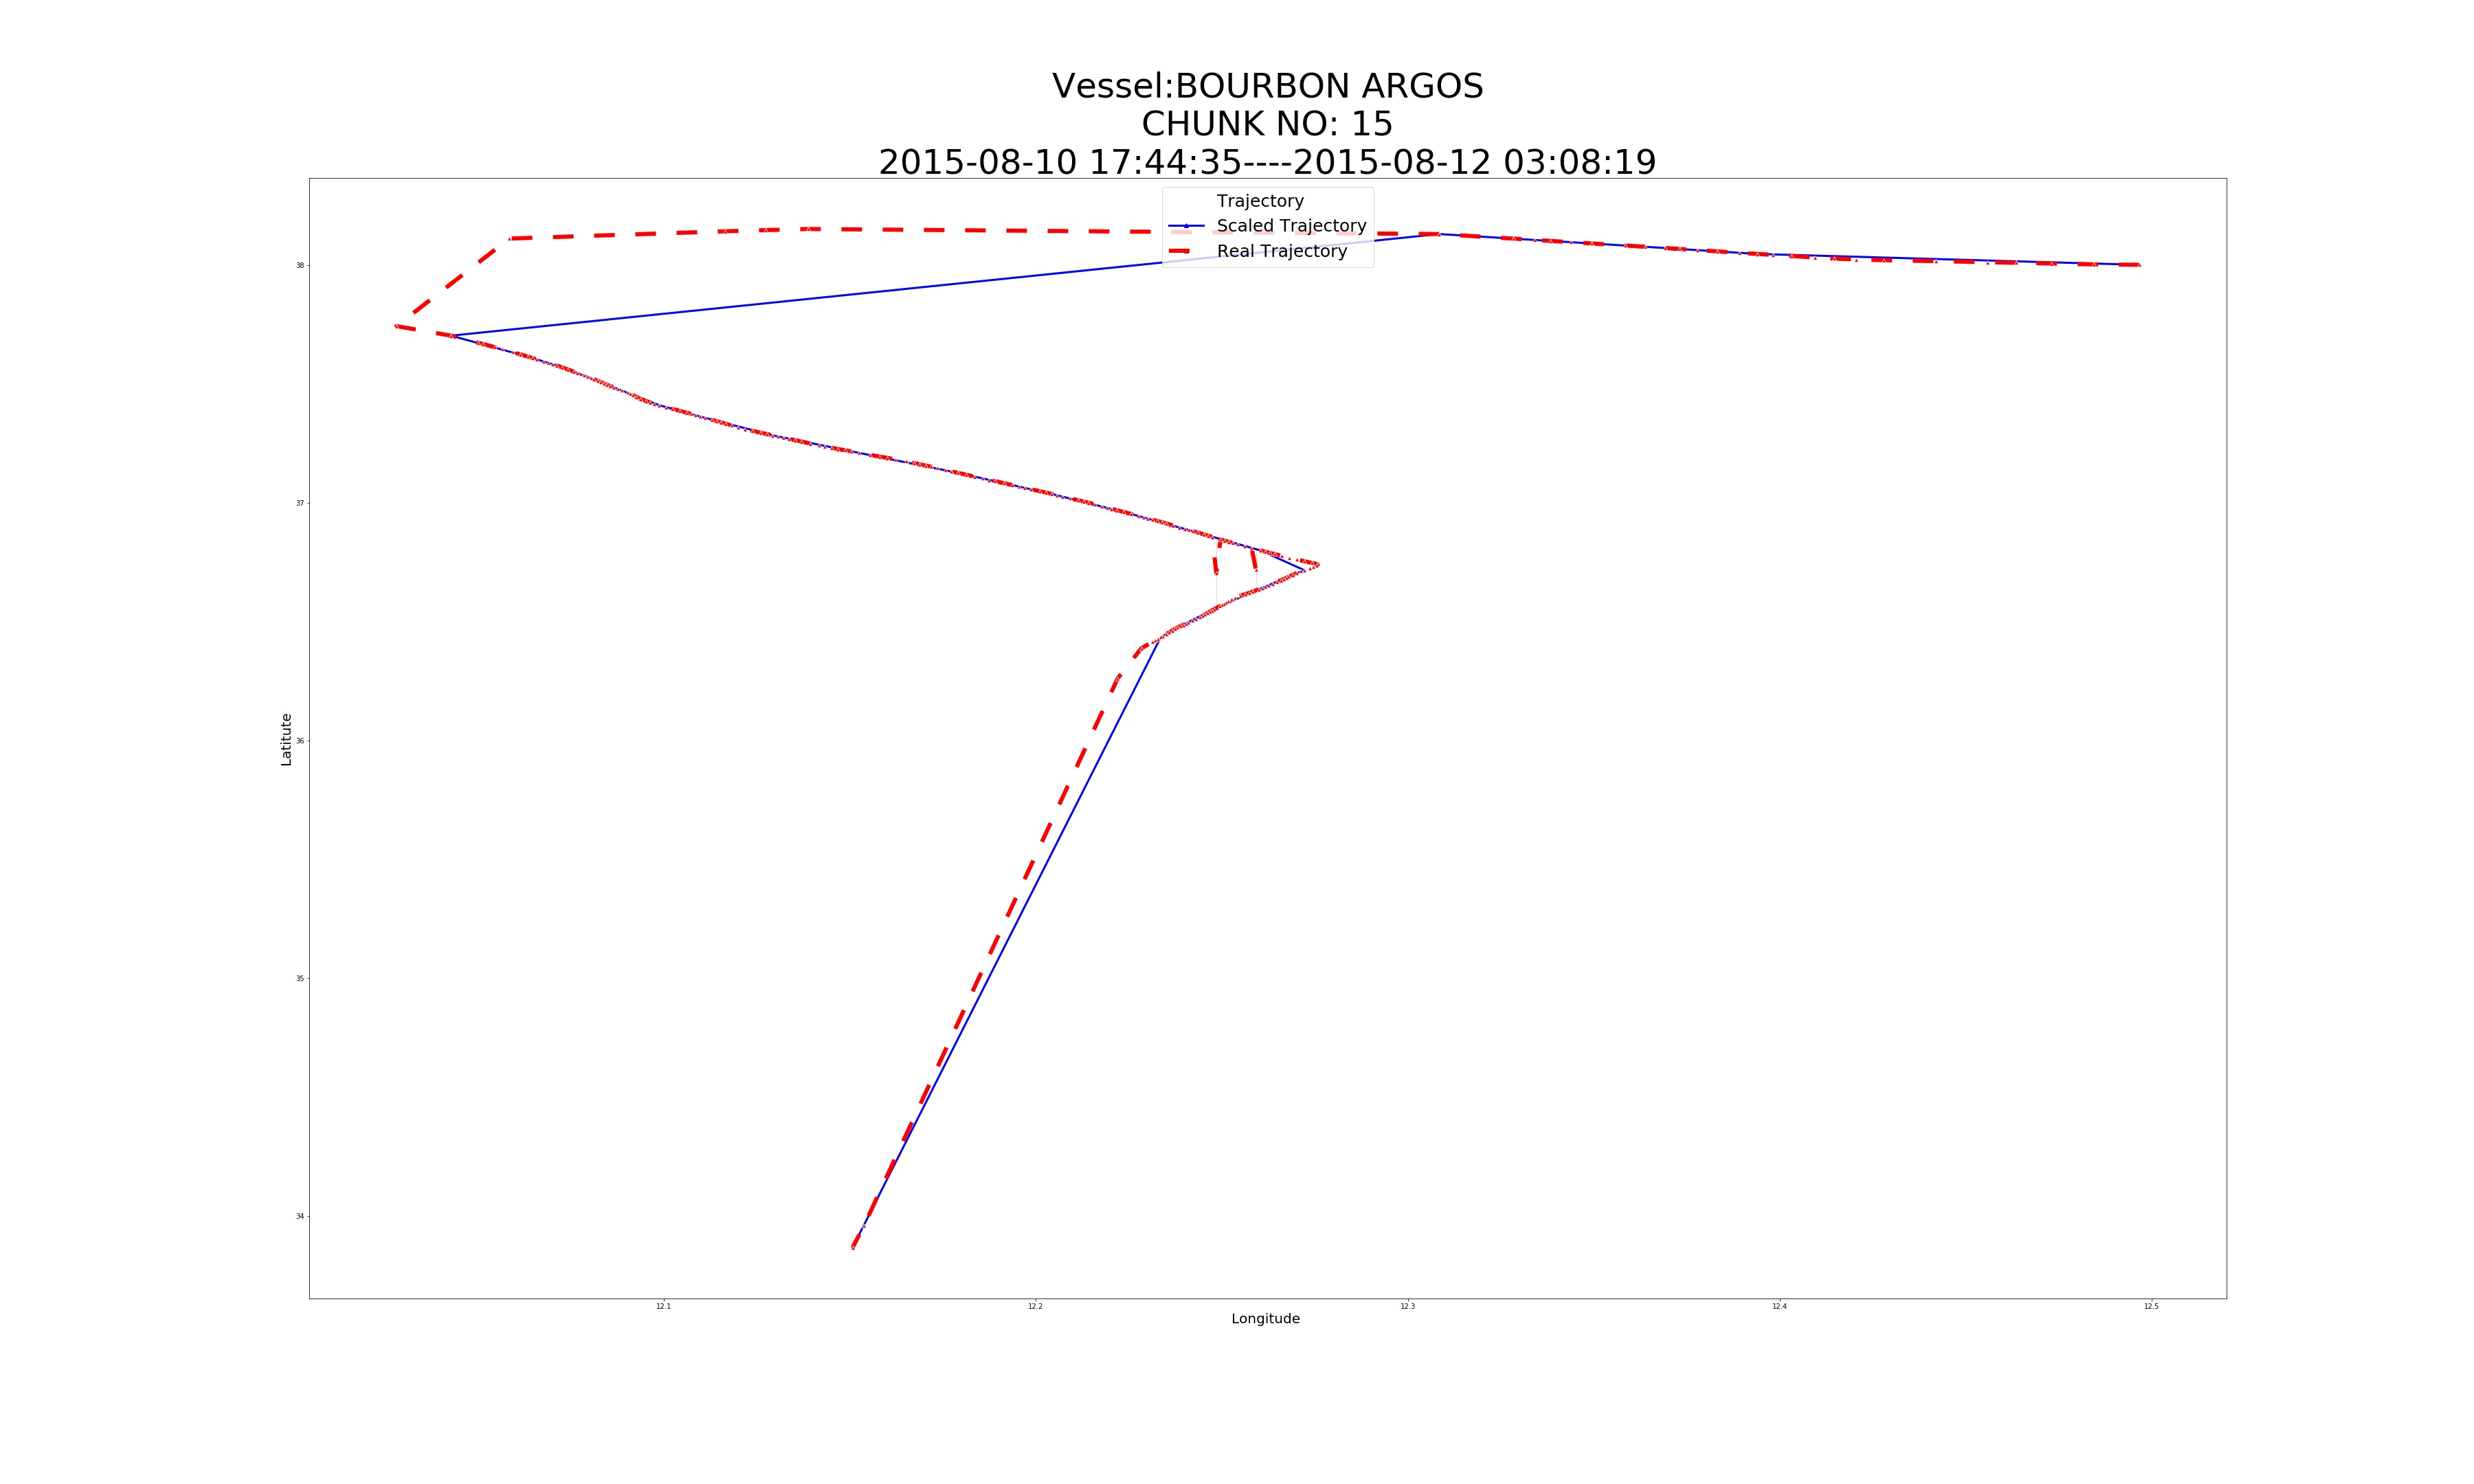 Vessel:BOURBON ARGOS
CHUNK NO: 15
2015-08-10 17:44:35----2015-08-12 03:08:19
Trajectory
Scaled Trajectory
Real Trajectory
38
37
36
35
34
Latitute
12.1
12.2
12.3
12.4
12.5
Longitude